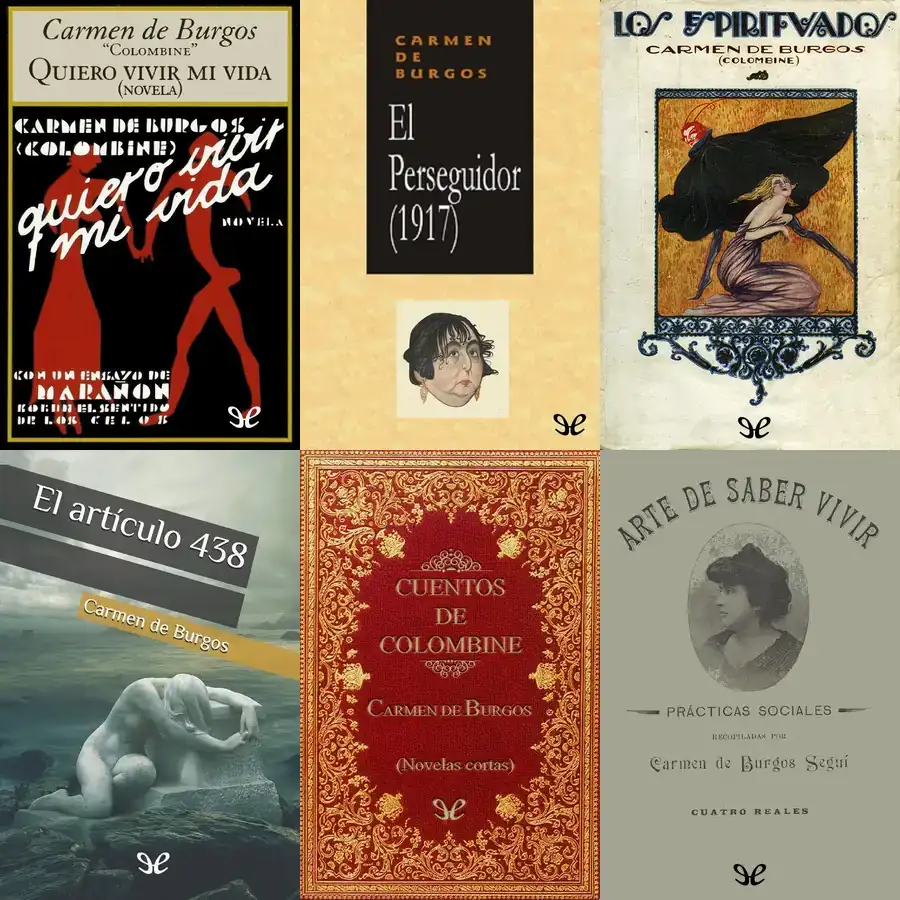 Carmen de Burgos
"COLOMBINE"
QUIERO VIVIR MI VIDA
(NOVELA)
CARMEN DE BURGOS
(COLOMBINE)
quiero vivir
mi vida
NOVELA
CON UN ENSAYO DE
MARAÑON
SOBRE EL SENTIDO
DE LOS CELOS
CARMEN
DE
BURGOS
El
Perseguidor
(1917)
LOS ESPIRITVADOS
CARMEN DE BURGOS
(COLOMBINE)
El artículo 438
Carmen de Burgos
CUENTOS
DE
COLOMBINE
CARMEN DE BURGOS
(Novelas cortas)
ARTE DE SABER VIVIR
PRÁCTICAS SOCIALES
RECOPILADAS POR
Carmen de Burgos Seguí
CUATRO REALES